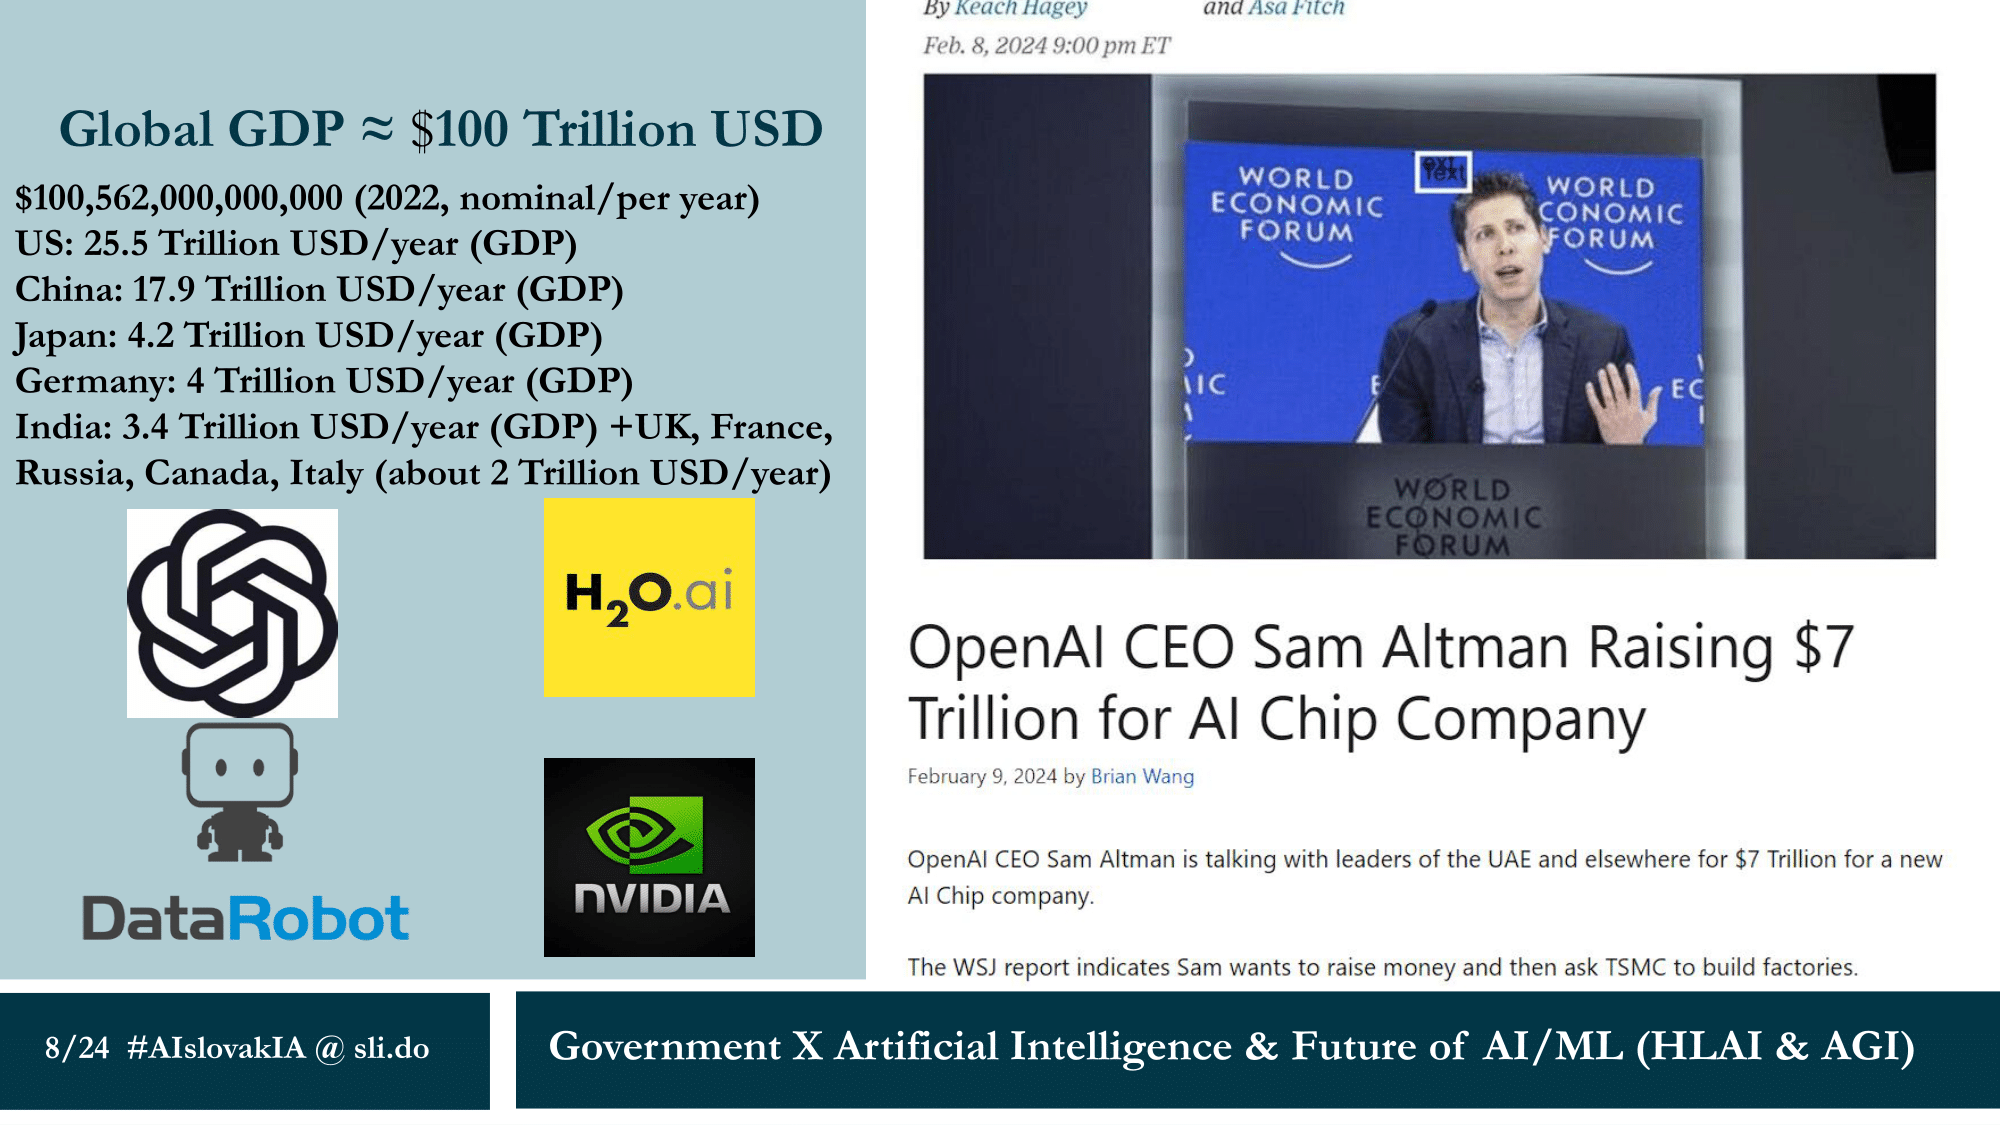 Global GDP ≈ $100 Trillion USD
$100,562,000,000,000 (2022, nominal/per year)
US: 25.5 Trillion USD/year (GDP)
China: 17.9 Trillion USD/year (GDP)
Japan: 4.2 Trillion USD/year (GDP)
Germany: 4 Trillion USD/year (GDP)
India: 3.4 Trillion USD/year (GDP) +UK, France,
Russia, Canada, Italy (about 2 Trillion USD/year)
H2O.ai
DataRobot
NVIDIA
By Keach Hagey and Asa Fitch
Feb. 8, 2024 9:00 pm ET
WORLD
ECONOMIC
FORUM
WORLD
CONOMIC
FORUM
IC
E
EC
WORLD
ECONOMIC
FORUM
OpenAI CEO Sam Altman Raising $7
Trillion for AI Chip Company
February 9, 2024 by Brian Wang
OpenAI CEO Sam Altman is talking with leaders of the UAE and elsewhere for $7 Trillion for a new
AI Chip company.
The WSJ report indicates Sam wants to raise money and then ask TSMC to build factories.
8/24 #AIslovakIA @ sli.do
Government X Artificial Intelligence & Future of AI/ML (HLAI & AGI)